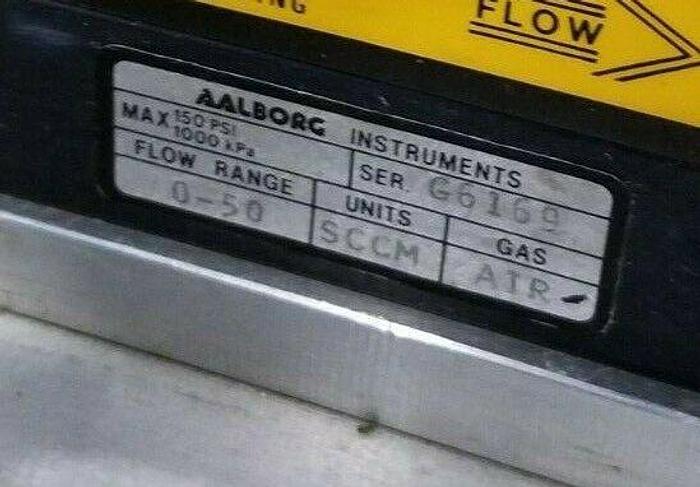 FLOW
AALBORG INSTRUMENTS
MAX 150 PSI
1000 kPa
SER. G6169
FLOW RANGE UNITS GAS
0-50 SCCM AIR